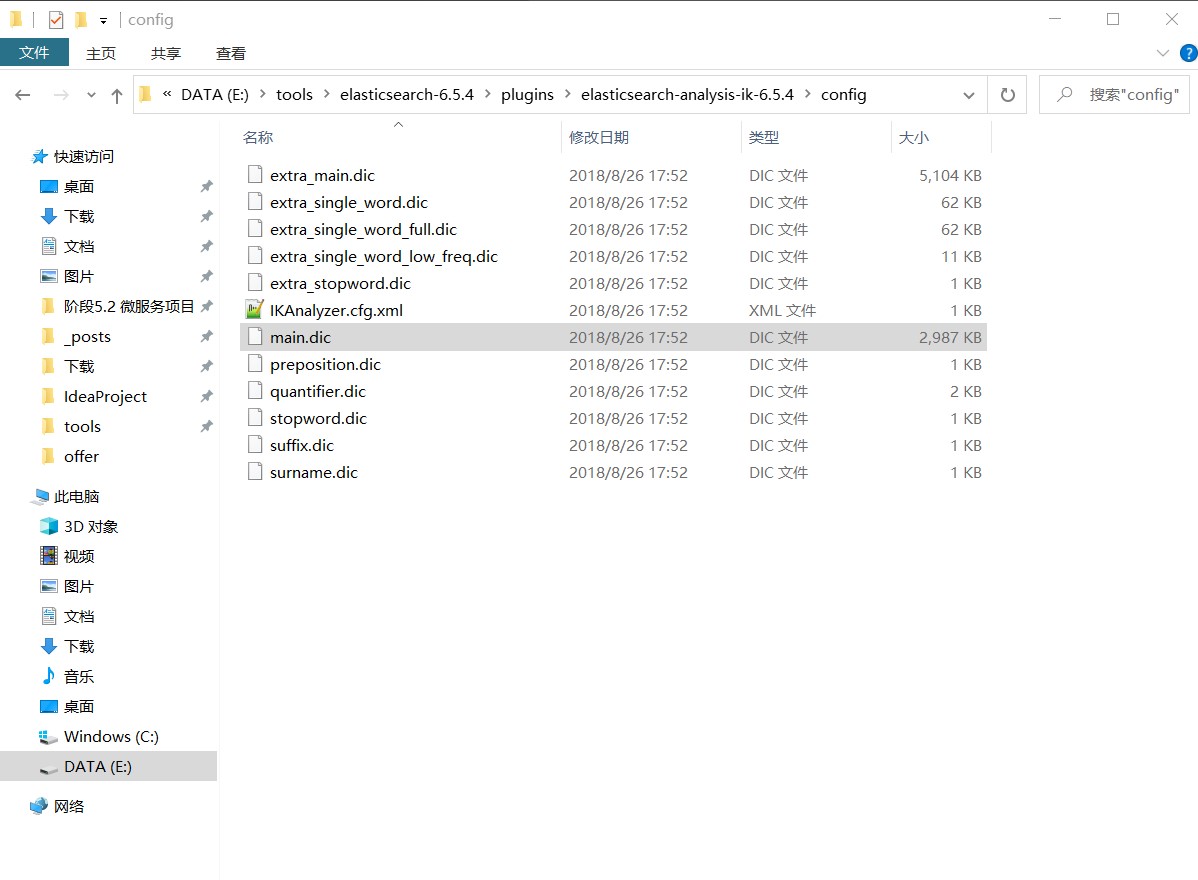 config
文件 主页 共享 查看
« DATA (E:) > tools > elasticsearch-6.5.4 > plugins > elasticsearch-analysis-ik-6.5.4 > config 搜索"config"
名称 修改日期 类型 大小
extra_main.dic 2018/8/26 17:52 DIC 文件 5,104 KB
extra_single_word.dic 2018/8/26 17:52 DIC 文件 62 KB
extra_single_word_full.dic 2018/8/26 17:52 DIC 文件 62 KB
extra_single_word_low_freq.dic 2018/8/26 17:52 DIC 文件 11 KB
extra_stopword.dic 2018/8/26 17:52 DIC 文件 1 KB
IKAnalyzer.cfg.xml 2018/8/26 17:52 XML 文件 1 KB
main.dic 2018/8/26 17:52 DIC 文件 2,987 KB
preposition.dic 2018/8/26 17:52 DIC 文件 1 KB
quantifier.dic 2018/8/26 17:52 DIC 文件 2 KB
stopword.dic 2018/8/26 17:52 DIC 文件 1 KB
suffix.dic 2018/8/26 17:52 DIC 文件 1 KB
surname.dic 2018/8/26 17:52 DIC 文件 1 KB
快速访问
桌面
下载
文档
图片
阶段5.2 微服务项目
_posts
下载
IdeaProject
tools
offer
此电脑
3D 对象
视频
图片
文档
下载
音乐
桌面
Windows (C:)
DATA (E:)
网络